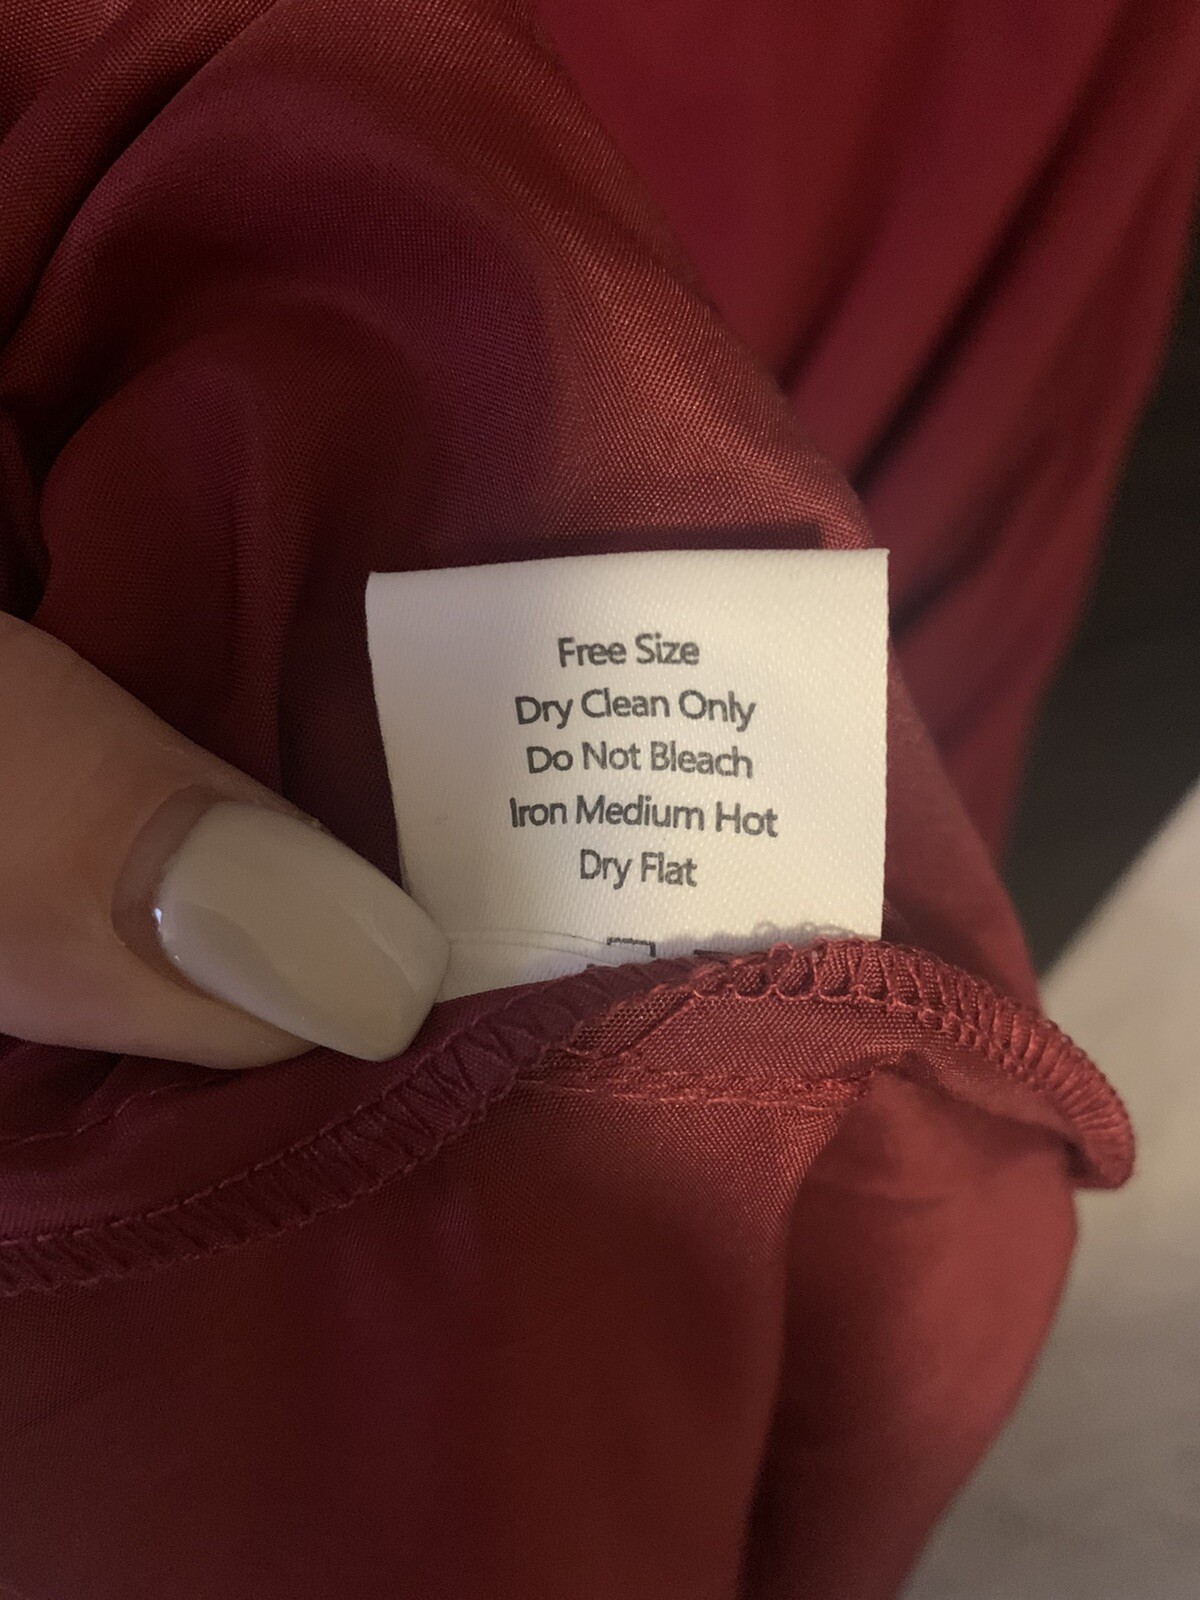 Free Size
Dry Clean Only
Do Not Bleach
Iron Medium Hot
Dry Flat